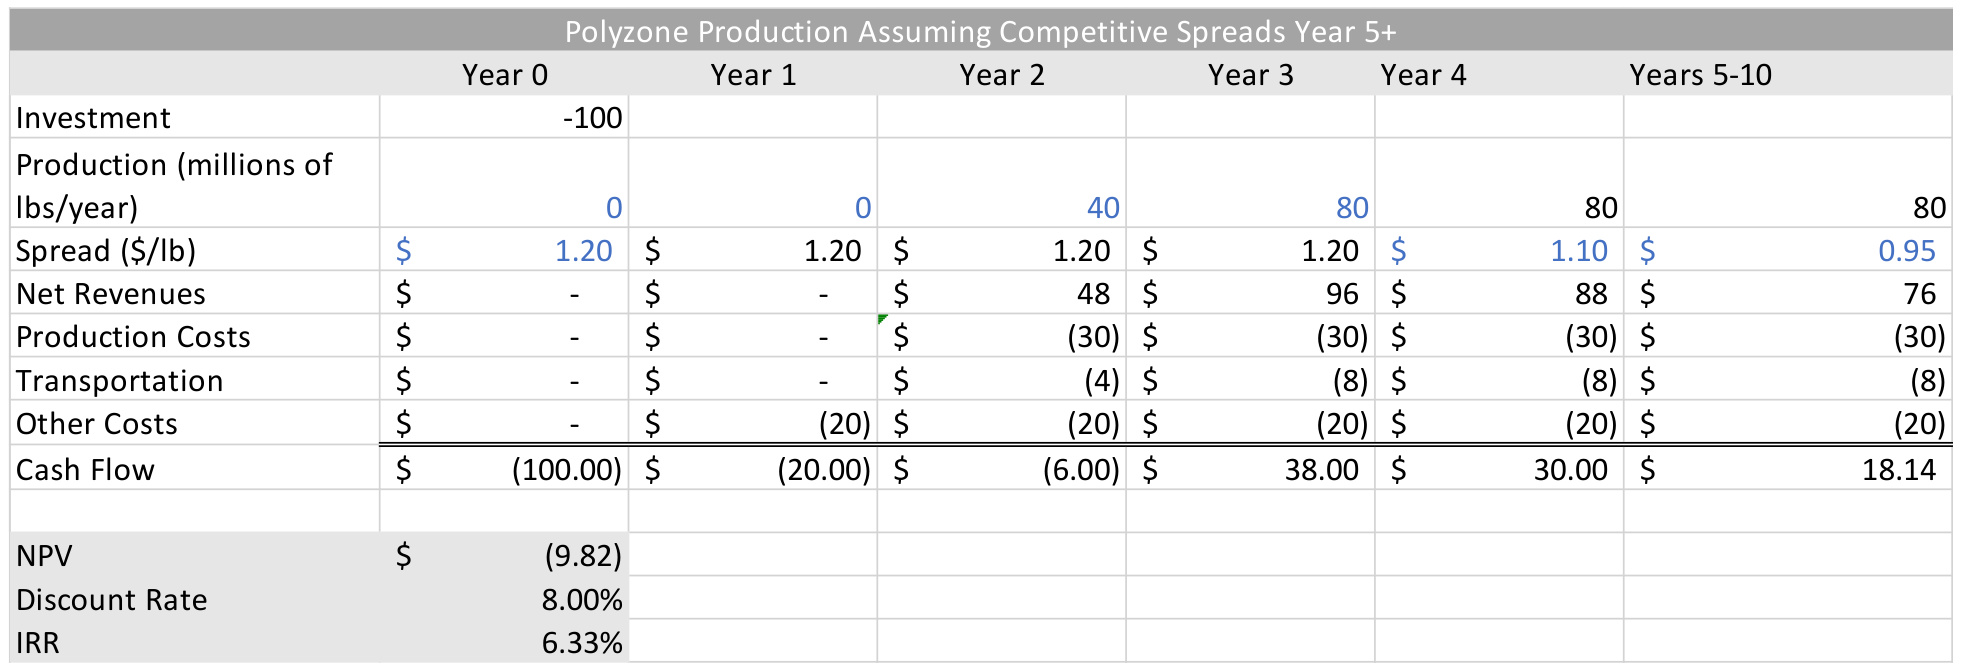 Polyzone Production Assuming Competitive Spreads Year 5+
Year 0 Year 1 Year 2 Year 3 Year 4 Years 5-10
Investment -100
Production (millions of
lbs/year) 0 0 40 80 80 80
Spread ($/lb) $ 1.20 $ 1.20 $ 1.20 $ 1.20 $ 1.10 $ 0.95
Net Revenues $ - $ - $ 48 $ 96 $ 88 $ 76
Production Costs $ - $ - $ (30) $ (30) $ (30) $ (30)
Transportation $ - $ - $ (4) $ (8) $ (8) $ (8)
Other Costs $ - $ (20) $ (20) $ (20) $ (20) $ (20)
Cash Flow $ (100.00) $ (20.00) $ (6.00) $ 38.00 $ 30.00 $ 18.14
NPV $ (9.82)
Discount Rate 8.00%
IRR 6.33%